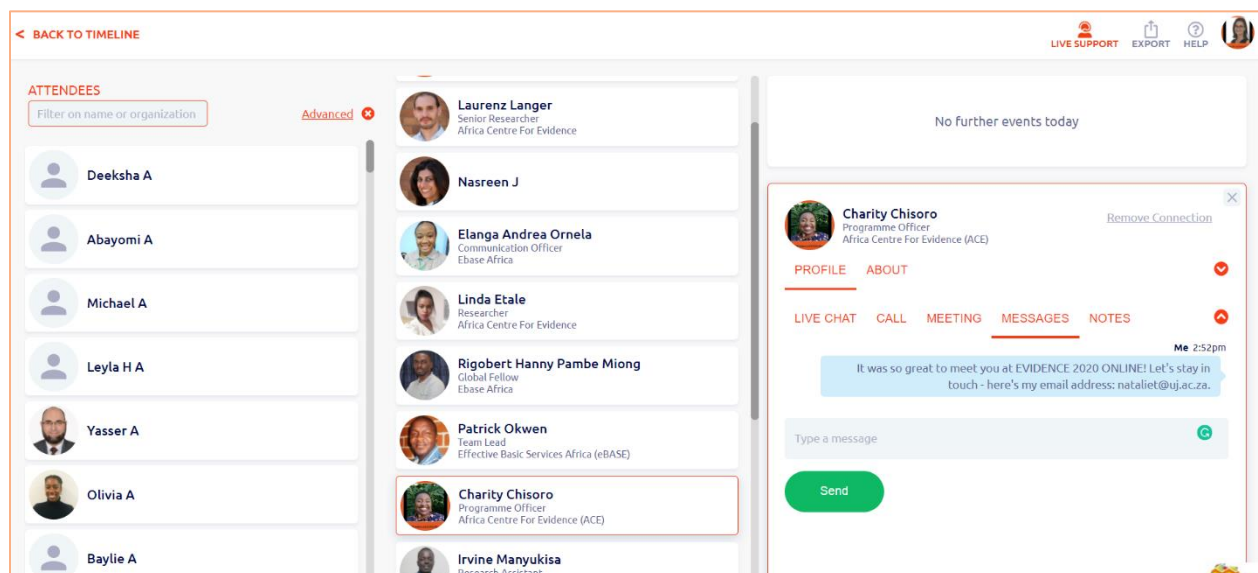 < BACK TO TIMELINE
LIVE SUPPORT
EXPORT
HELP
ATTENDEES
Filter on name or organization
Advanced
Deeksha A
Abayomi A
Michael A
Leyla H A
Yasser A
Olivia A
Baylie A
Laurenz Langer
Senior Researcher
Africa Centre For Evidence
Nasreen J
Elanga Andrea Ornela
Communication Officer
Ebase Africa
Linda Etale
Researcher
Africa Centre For Evidence
Rigobert Hanny Pambe Miong
Global Fellow
Ebase Africa
Patrick Okwen
Team Lead
Effective Basic Services Africa (eBASE)
Charity Chisoro
Programme Officer
Africa Centre For Evidence (ACE)
Irvine Manyukisa
Research Assistant
No further events today
Charity Chisoro
Programme Officer
Africa Centre For Evidence (ACE)
Remove Connection
PROFILE ABOUT
LIVE CHAT CALL MEETING MESSAGES NOTES
Me 2:52pm
It was so great to meet you at EVIDENCE 2020 ONLINE! Let's stay in
touch - here's my email address: nataliet@uj.ac.za.
Type a message
Send